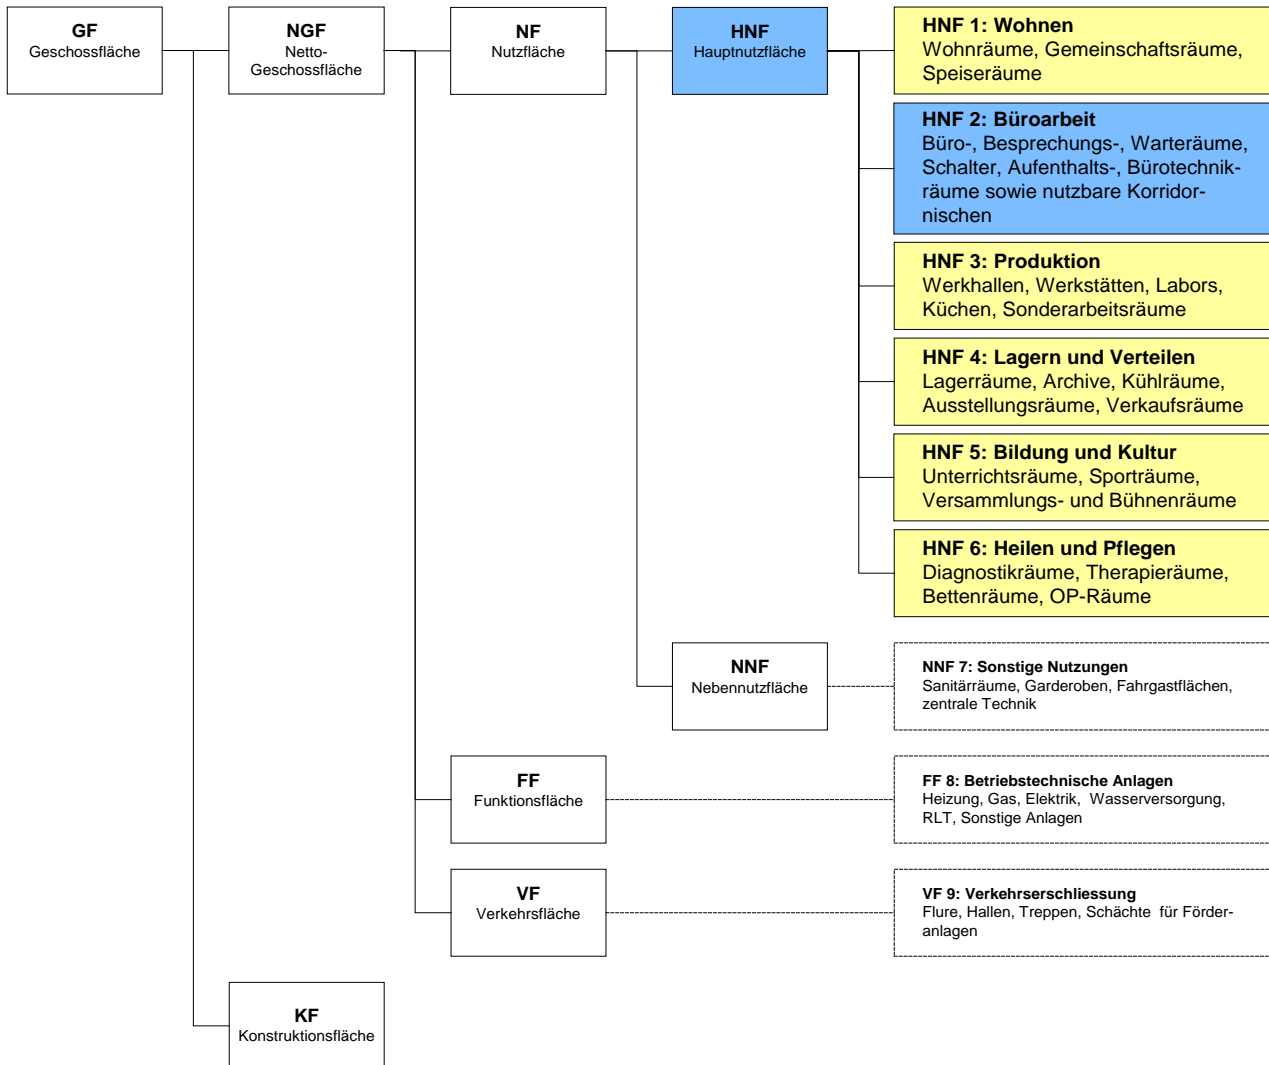 GF
Geschossfläche
NGF
Netto-
Geschossfläche
NF
Nutzfläche
HNF
Hauptnutzfläche
HNF 1: Wohnen
Wohnräume, Gemeinschaftsräume,
Speiseräume
HNF 2: Büroarbeit
Büro-, Besprechungs-, Warteräume,
Schalter, Aufenthalts-, Bürotechnik-
räume sowie nutzbare Korridor-
nischen
HNF 3: Produktion
Werkhallen, Werkstätten, Labors,
Küchen, Sonderarbeitsräume
HNF 4: Lagern und Verteilen
Lagerräume, Archive, Kühlräume,
Ausstellungsräume, Verkaufsräume
HNF 5: Bildung und Kultur
Unterrichtsräume, Sporträume,
Versammlungs- und Bühnenräume
HNF 6: Heilen und Pflegen
Diagnostikräume, Therapieräume,
Bettenräume, OP-Räume
NNF
Nebennutzfläche
NNF 7: Sonstige Nutzungen
Sanitärräume, Garderoben, Fahrgastflächen,
zentrale Technik
FF
Funktionsfläche
FF 8: Betriebstechnische Anlagen
Heizung, Gas, Elektrik, Wasserversorgung,
RLT, Sonstige Anlagen
VF
Verkehrsfläche
VF 9: Verkehrserschliessung
Flure, Hallen, Treppen, Schächte für Förder-
anlagen
KF
Konstruktionsfläche